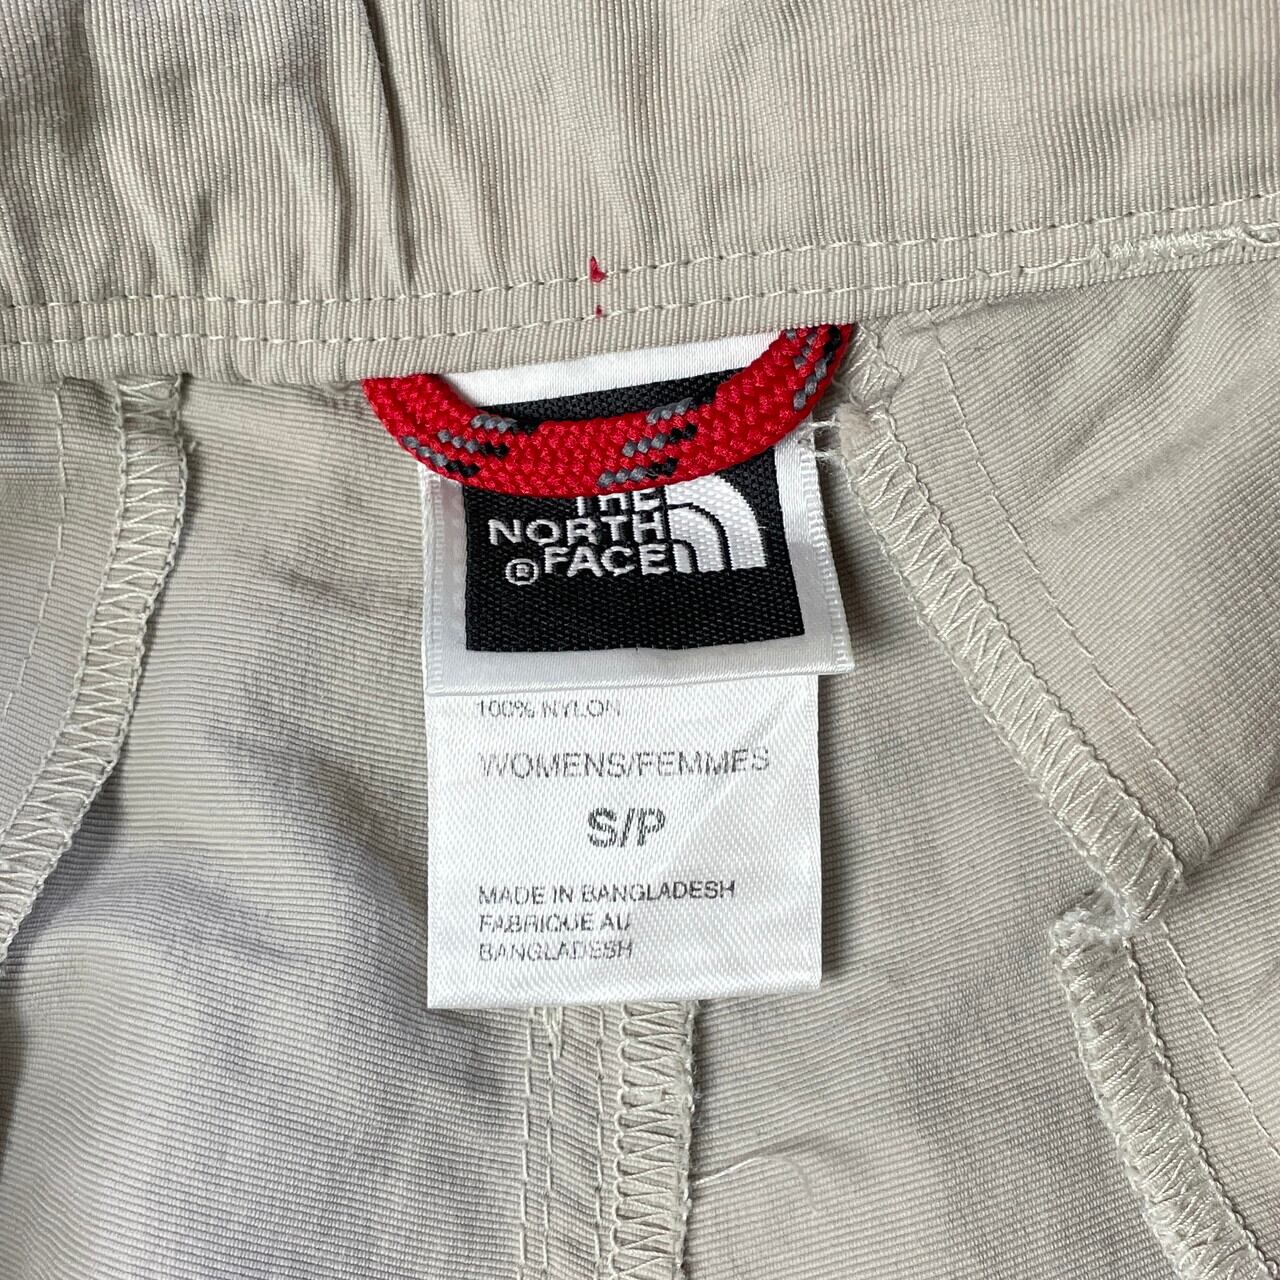 THE
NORTH
FACE
®
100% NYLON
WOMENS/FEMMES
S/P
MADE IN BANGLADESH
FABRIQUE AU
BANGLADESH